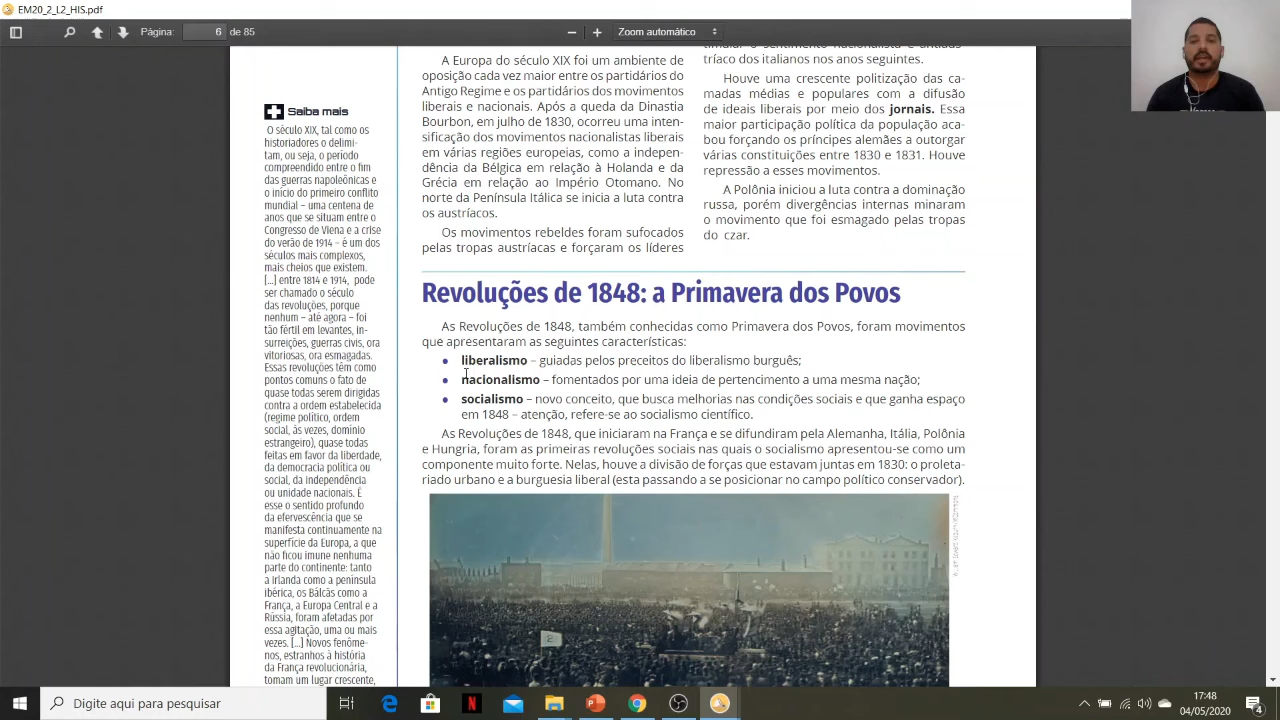 EM20_2_L2_HIS.pdf
Página:
6
de 85
Zoom automático
Saiba mais
O século XIX, tal como os
historiadores o delimi-
tam, ou seja, o período
compreendido entre o fim
das guerras napoleônicas e
o início do primeiro conflito
mundial – uma centena de
anos que se situam entre o
Congresso de Viena e a crise
do verão de 1914 – é um dos
séculos mais complexos,
mais cheios que existem.
[...] entre 1814 e 1914, pode
ser chamado o século
das revoluções, porque
nenhum – até agora – foi
tão fértil em levantes, in-
surreições, guerras civis, ora
vitoriosas, ora esmagadas.
Essas revoluções têm como
pontos comuns o fato de
quase todas serem dirigidas
contra a ordem estabelecida
(regime político, ordem
social, às vezes, domínio
estrangeiro), quase todas
feitas em favor da liberdade,
da democracia política ou
social, da independência
ou unidade nacionais. É
esse o sentido profundo
da efervescência que se
manifesta continuamente na
superfície da Europa, a que
não ficou imune nenhuma
parte do continente: tanto
a Irlanda como a península
ibérica, os Bálcãs como a
França, a Europa Central e a
Rússia, foram afetadas por
essa agitação, uma ou mais
vezes. [...] Novos fenôme-
nos, estranhos à história
da França revolucionária,
tomam um lugar crescente,
A Europa do século XIX foi um ambiente de
oposição cada vez maior entre os partidários do
Antigo Regime e os partidários dos movimentos
liberais e nacionais. Após a queda da Dinastia
Bourbon, em julho de 1830, ocorreu uma inten-
sificação dos movimentos nacionalistas liberais
em várias regiões europeias, como a indepen-
dência da Bélgica em relação à Holanda e da
Grécia em relação ao Império Otomano. No
norte da Península Itálica se inicia a luta contra
os austríacos.
Os movimentos rebeldes foram sufocados
pelas tropas austríacas e forçaram os líderes
timular o sentimento nacionalista e antiaus-
tríaco dos italianos nos anos seguintes.
Houve uma crescente politização das ca-
madas médias e populares com a difusão
de ideais liberais por meio dos jornais. Essa
maior participação política da população aca-
bou forçando os príncipes alemães a outorgar
várias constituições entre 1830 e 1831. Houve
repressão a esses movimentos.
A Polônia iniciou a luta contra a dominação
russa, porém divergências internas minaram
o movimento que foi esmagado pelas tropas
do czar.
Revoluções de 1848: a Primavera dos Povos
As Revoluções de 1848, também conhecidas como Primavera dos Povos, foram movimentos
que apresentaram as seguintes características:
● liberalismo – guiadas pelos preceitos do liberalismo burguês;
● nacionalismo – fomentados por uma ideia de pertencimento a uma mesma nação;
● socialismo – novo conceito, que busca melhorias nas condições sociais e que ganha espaço
em 1848 – atenção, refere-se ao socialismo científico.
As Revoluções de 1848, que iniciaram na França e se difundiram pela Alemanha, Itália, Polônia
e Hungria, foram as primeiras revoluções sociais nas quais o socialismo apresentou-se como um
componente muito forte. Nelas, houve a divisão de forças que estavam juntas em 1830: o proleta-
riado urbano e a burguesia liberal (esta passando a se posicionar no campo político conservador).
Digite aqui para pesquisar
17:48
04/05/2020
4